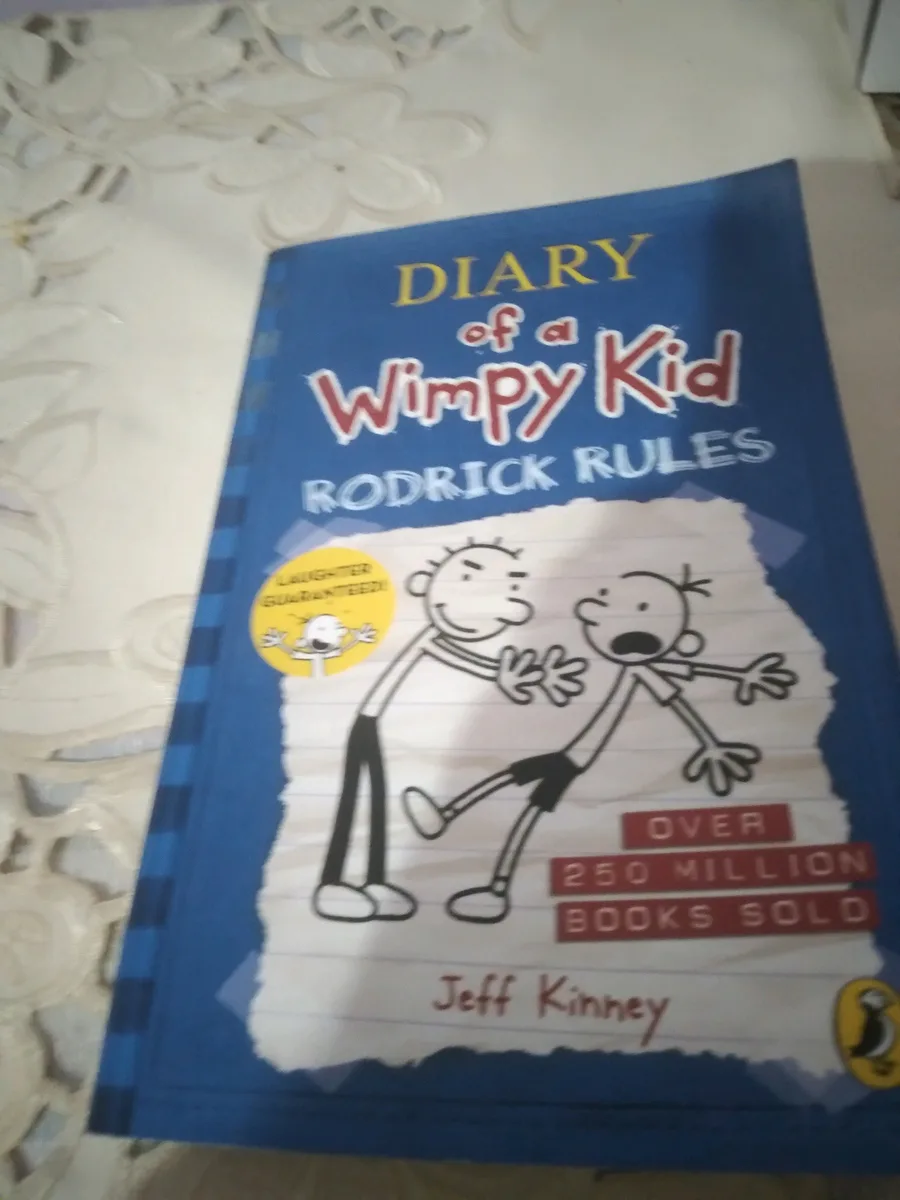 DIARY
of a
Wimpy Kid
RODRICK RULES
LAUGHTER
GUARANTEED!
OVER
250 MILLION
BOOKS SOLD
Jeff Kinney